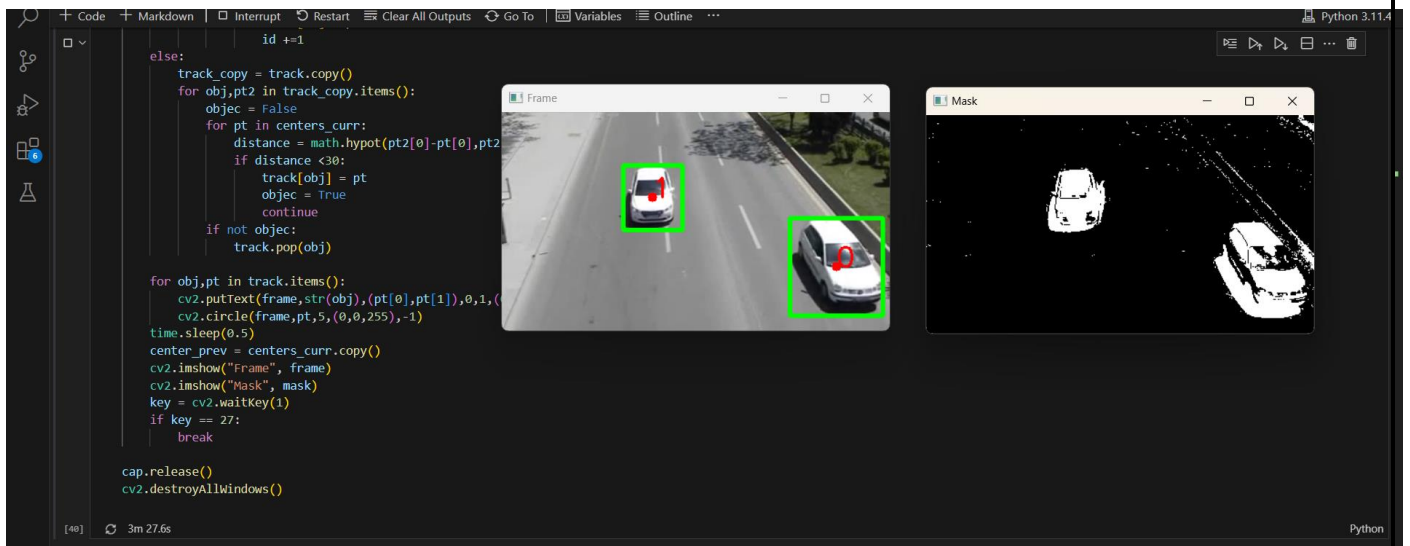 + Code + Markdown | Interrupt Restart Clear All Outputs Go To | Variables Outline ··· Python 3.11.4
id +=1
else:
track_copy = track.copy()
for obj,pt2 in track_copy.items():
objec = False
for pt in centers_curr:
distance = math.hypot(pt2[0]-pt[0],pt2
if distance <30:
track[obj] = pt
objec = True
continue
if not objec:
track.pop(obj)
for obj,pt in track.items():
cv2.putText(frame,str(obj),(pt[0],pt[1]),0,1,(
cv2.circle(frame,pt,5,(0,0,255),-1)
time.sleep(0.5)
center_prev = centers_curr.copy()
cv2.imshow("Frame", frame)
cv2.imshow("Mask", mask)
key = cv2.waitKey(1)
if key == 27:
break
cap.release()
cv2.destroyAllWindows()
[40] 3m 27.6s Python
6
Frame
1
0
Mask